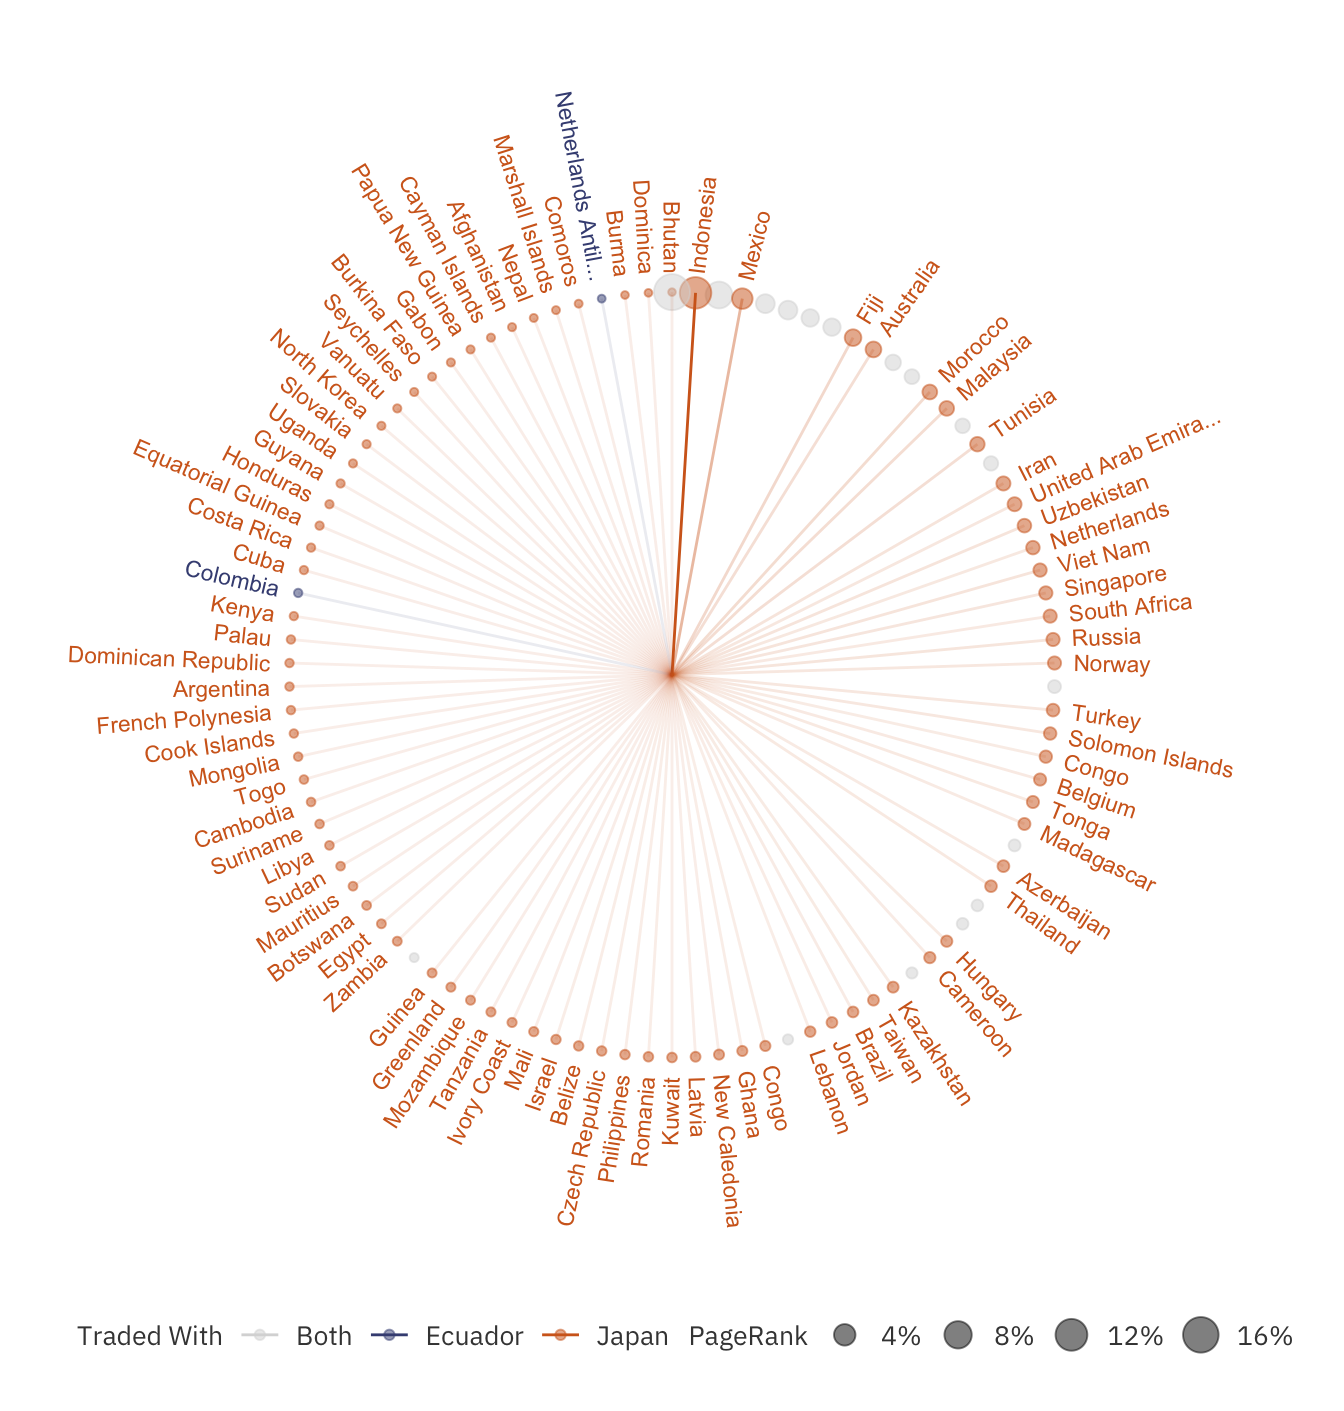 Bhutan
Indonesia
Mexico
Fiji
Australia
Morocco
Malaysia
Tunisia
Iran
United Arab Emira...
Uzbekistan
Netherlands
Viet Nam
Singapore
South Africa
Russia
Norway
Turkey
Solomon Islands
Congo
Belgium
Tonga
Madagascar
Azerbaijan
Thailand
Hungary
Cameroon
Kazakhstan
Taiwan
Brazil
Jordan
Lebanon
Congo
Ghana
New Caledonia
Latvia
Kuwait
Romania
Philippines
Czech Republic
Belize
Israel
Mali
Ivory Coast
Tanzania
Mozambique
Greenland
Guinea
Zambia
Egypt
Botswana
Mauritius
Sudan
Libya
Suriname
Cambodia
Togo
Mongolia
Cook Islands
French Polynesia
Argentina
Dominican Republic
Palau
Kenya
Colombia
Cuba
Costa Rica
Equatorial Guinea
Honduras
Guyana
Uganda
Slovakia
North Korea
Vanuatu
Seychelles
Burkina Faso
Gabon
Papua New Guinea
Cayman Islands
Afghanistan
Nepal
Marshall Islands
Comoros
Netherlands Antil...
Burma
Dominica
Traded With Both Ecuador Japan PageRank 4% 8% 12% 16%